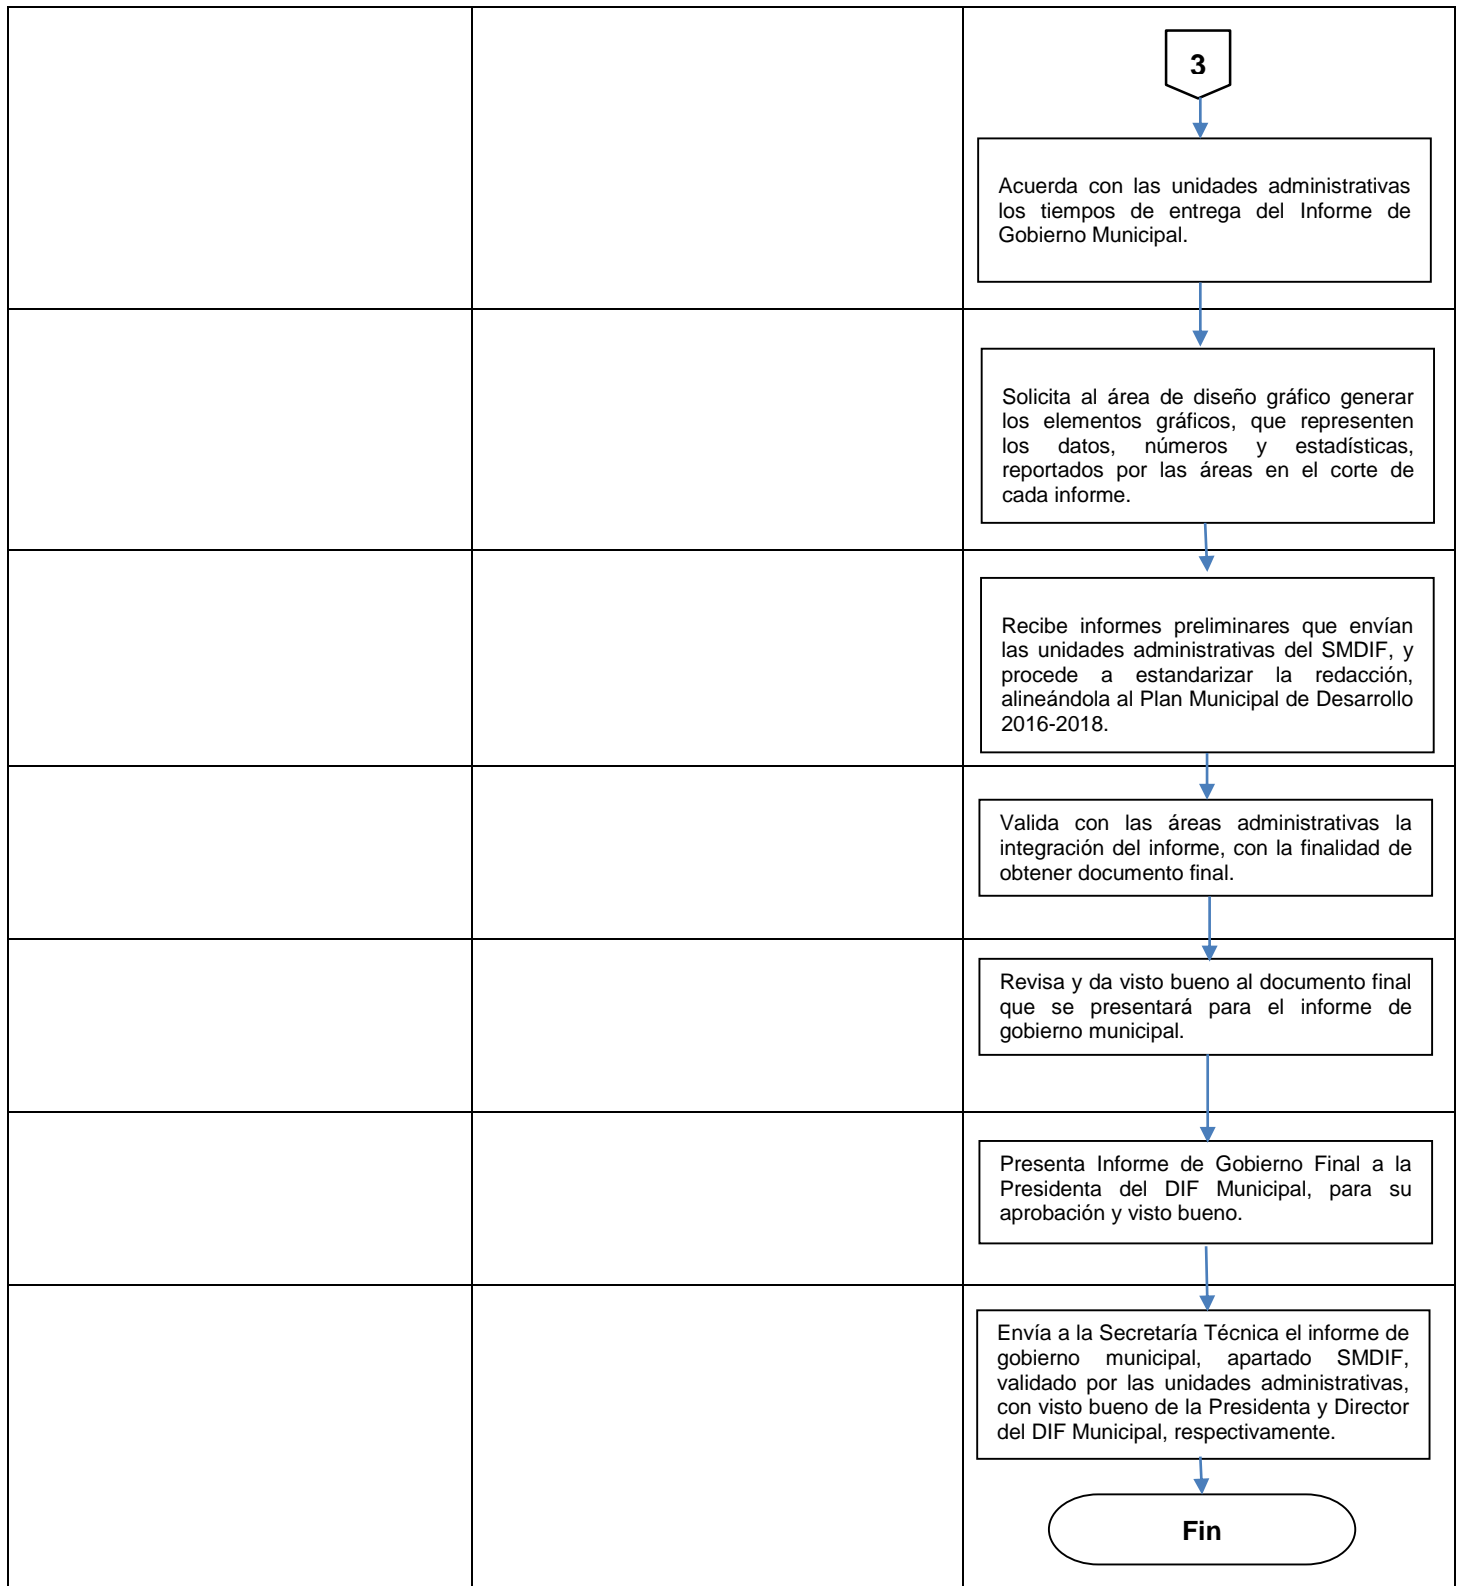 3
Acuerda con las unidades administrativas
los tiempos de entrega del Informe de
Gobierno Municipal.
Solicita al área de diseño gráfico generar
los elementos gráficos, que representen
los datos, números y estadísticas,
reportados por las áreas en el corte de
cada informe.
Recibe informes preliminares que envían
las unidades administrativas del SMDIF, y
procede a estandarizar la redacción,
alineándola al Plan Municipal de Desarrollo
2016-2018.
Valida con las áreas administrativas la
integración del informe, con la finalidad de
obtener documento final.
Revisa y da visto bueno al documento final
que se presentará para el informe de
gobierno municipal.
Presenta Informe de Gobierno Final a la
Presidenta del DIF Municipal, para su
aprobación y visto bueno.
Envía a la Secretaría Técnica el informe de
gobierno municipal, apartado SMDIF,
validado por las unidades administrativas,
con visto bueno de la Presidenta y Director
del DIF Municipal, respectivamente.
Fin